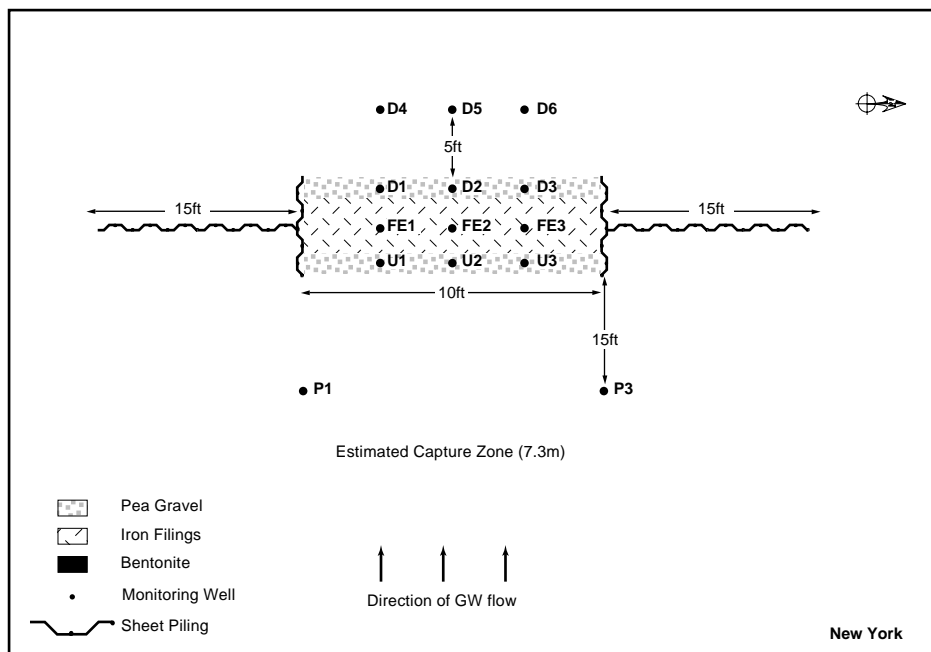 D4 D5 D6
5ft
D1 D2 D3
15ft 15ft
FE1 FE2 FE3
U1 U2 U3
10ft
15ft
P1 P3
Estimated Capture Zone (7.3m)
Pea Gravel
Iron Filings
Bentonite
Monitoring Well
Direction of GW flow
Sheet Piling
New York